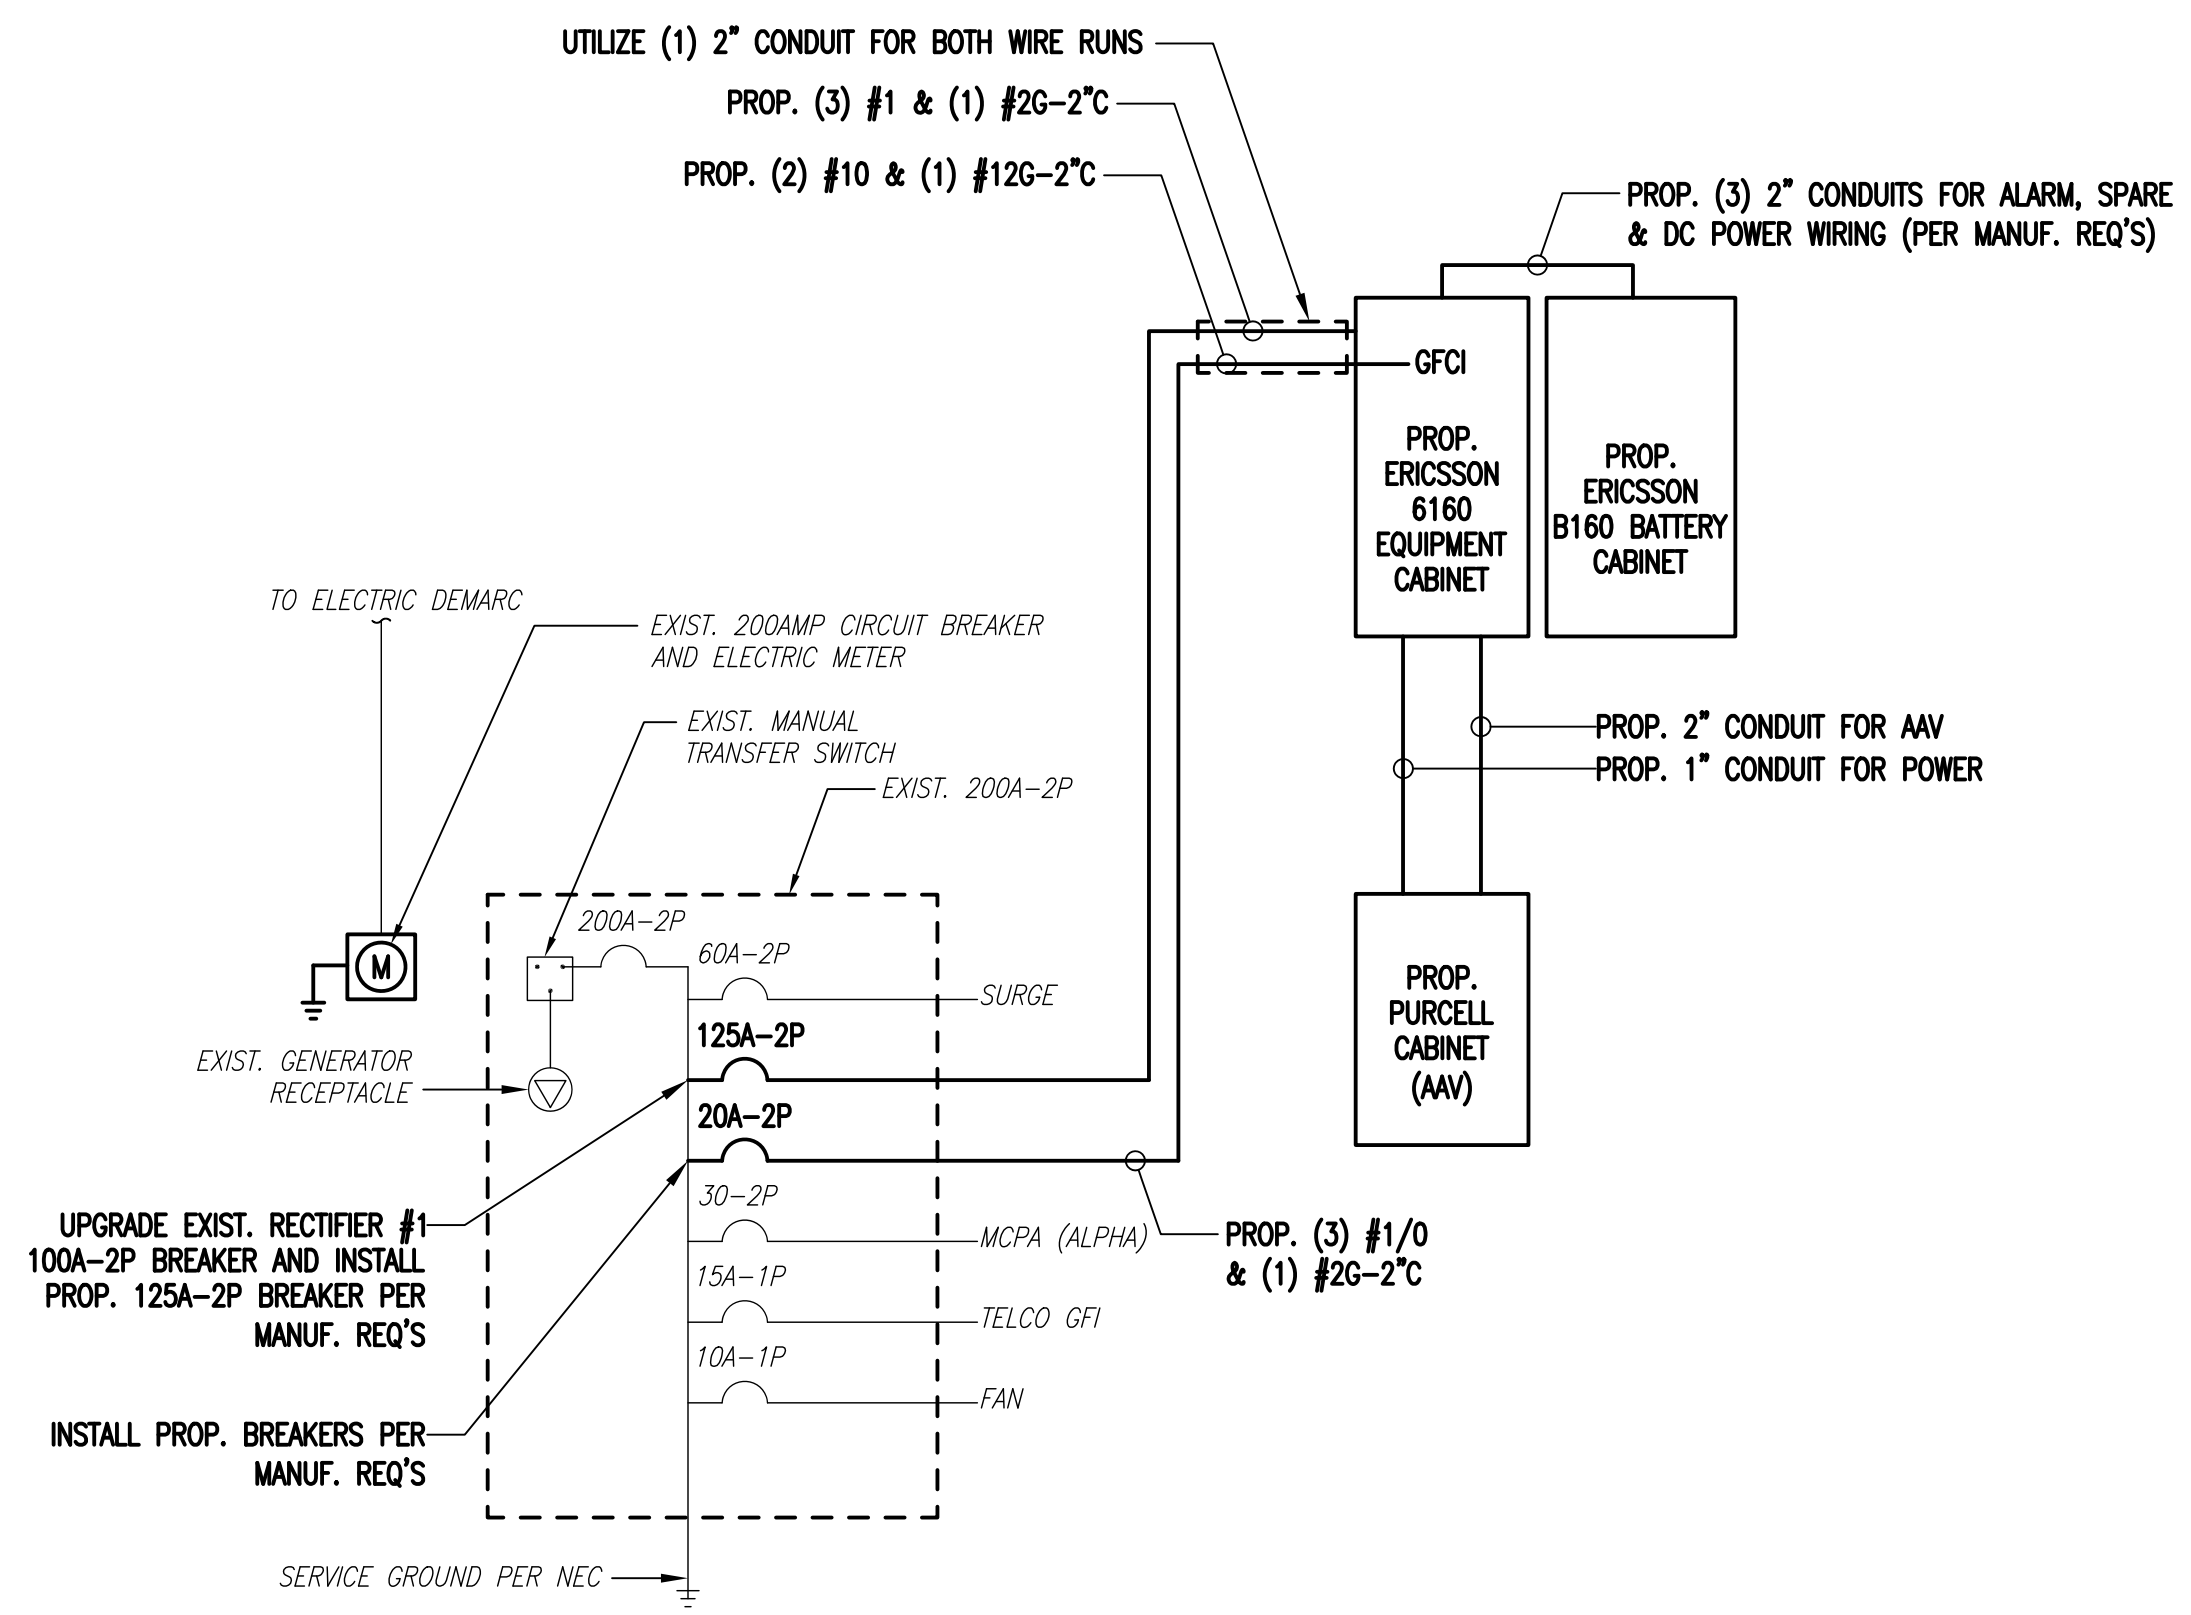 UTILIZE (1) 2" CONDUIT FOR BOTH WIRE RUNS
PROP. (3) #1 & (1) #2G-2"C
PROP. (2) #10 & (1) #12G-2"C
PROP. (3) 2" CONDUITS FOR ALARM, SPARE
& DC POWER WIRING (PER MANUF. REQ'S)
GFCI
PROP.
ERICSSON
6160
EQUIPMENT
CABINET
PROP.
ERICSSON
B160 BATTERY
CABINET
TO ELECTRIC DEMARC
EXIST. 200AMP CIRCUIT BREAKER
AND ELECTRIC METER
EXIST. MANUAL
TRANSFER SWITCH
EXIST. 200A-2P
PROP. 2" CONDUIT FOR AAV
PROP. 1" CONDUIT FOR POWER
200A-2P
60A-2P
SURGE
M
125A-2P
EXIST. GENERATOR
RECEPTACLE
20A-2P
PROP.
PURCELL
CABINET
(AAV)
30-2P
MCPA (ALPHA)
15A-1P
TELCO GFI
10A-1P
FAN
PROP. (3) #1/0
& (1) #2G-2"C
UPGRADE EXIST. RECTIFIER #1
100A-2P BREAKER AND INSTALL
PROP. 125A-2P BREAKER PER
MANUF. REQ'S
INSTALL PROP. BREAKERS PER
MANUF. REQ'S
SERVICE GROUND PER NEC